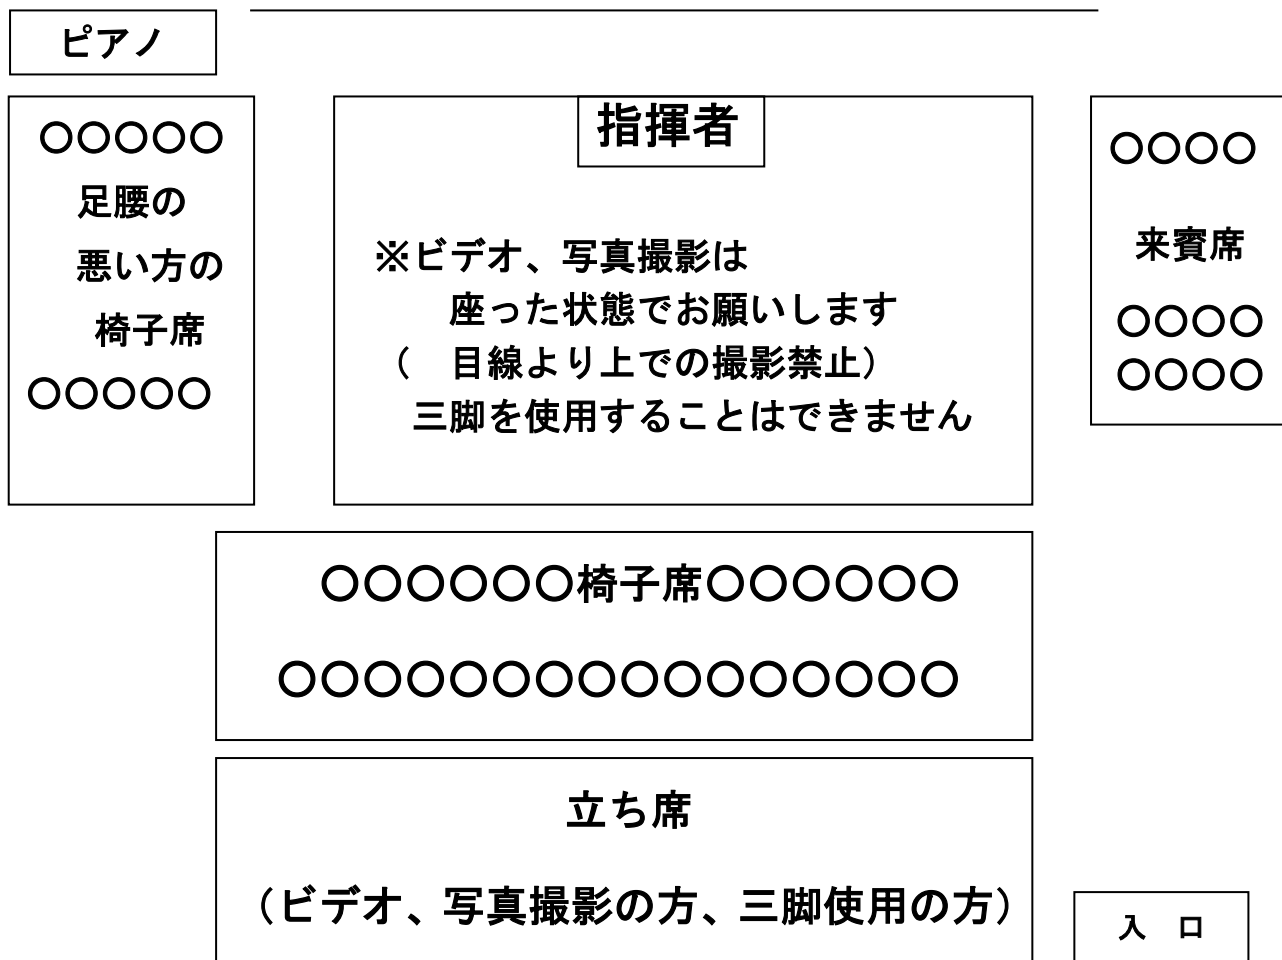 ピアノ
指揮者
○○○○○
足腰の
悪い方の
椅子席
○○○○○
※ビデオ、写真撮影は
座った状態でお願いします
（　目線より上での撮影禁止）
三脚を使用することはできません
○○○○
来賓席
○○○○
○○○○
○○○○○○椅子席○○○○○○
○○○○○○○○○○○○○○○○
立ち席
（ビデオ、写真撮影の方、三脚使用の方）
入　口